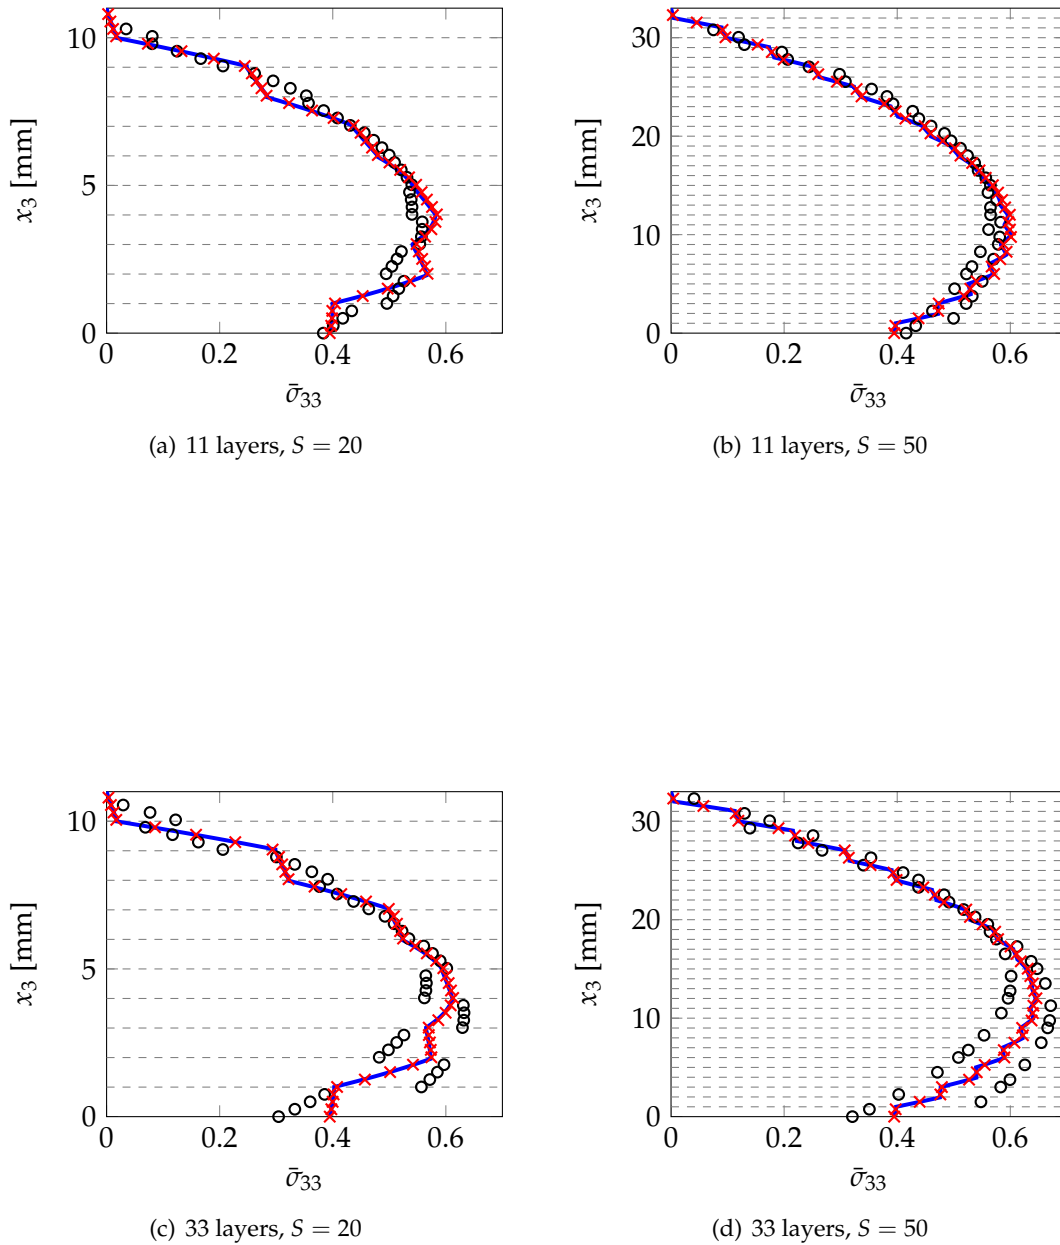 10
5
0
x₃ [mm]
0 0.2 0.4 0.6
σ̄₃₃
(a) 11 layers, S = 20
30
20
10
0
x₃ [mm]
0 0.2 0.4 0.6
σ̄₃₃
(b) 11 layers, S = 50
10
5
0
x₃ [mm]
0 0.2 0.4 0.6
σ̄₃₃
(c) 33 layers, S = 20
30
20
10
0
x₃ [mm]
0 0.2 0.4 0.6
σ̄₃₃
(d) 33 layers, S = 50